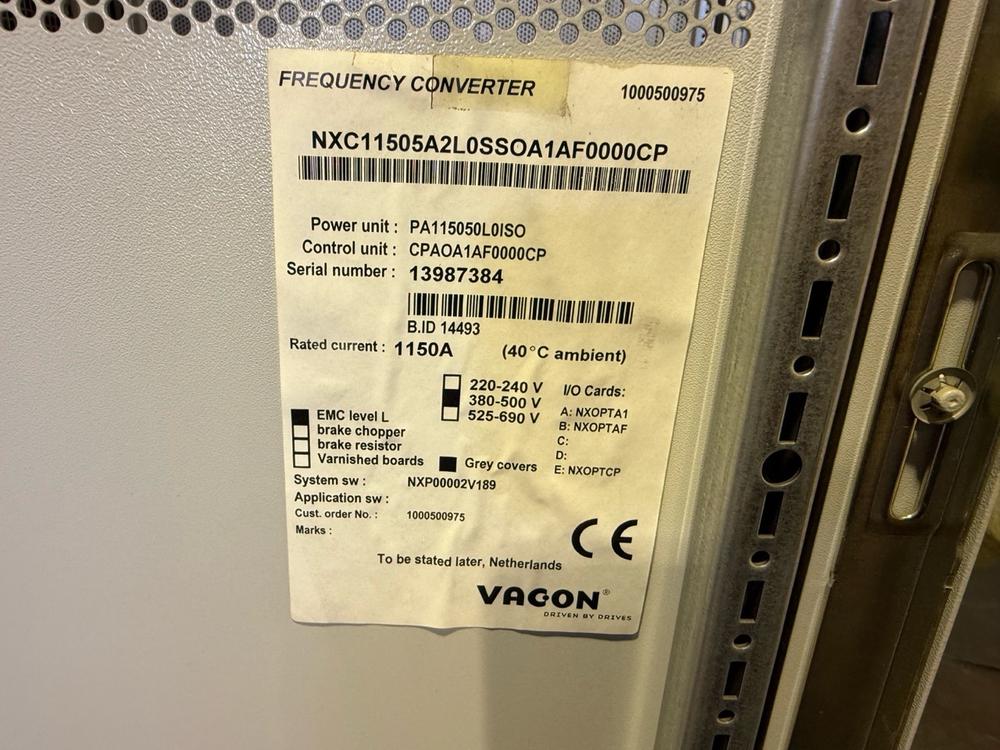 FREQUENCY CONVERTER 1000500975
NXC11505A2L0SSOA1AF0000CP
Power unit : PA115050L0ISO
Control unit : CPAOA1AF0000CP
Serial number : 13987384
B.ID 14493
Rated current : 1150A (40°C ambient)
220-240 V
380-500 V
525-690 V
I/O Cards:
A: NXOPTA1
B: NXOPTAF
C:
D:
E: NXOPTCP
EMC level L
brake chopper
brake resistor
Varnished boards
Grey covers
System sw : NXP00002V189
Application sw :
Cust. order No. : 1000500975
Marks :
CE
To be stated later, Netherlands
VACON®
DRIVEN BY DRIVES